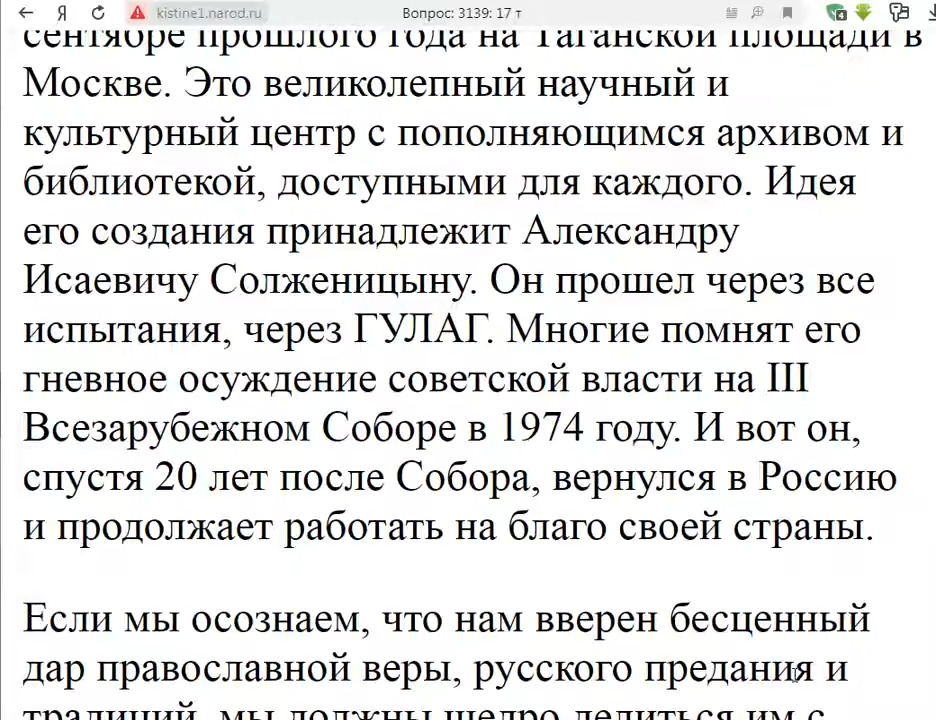 Я
kistine1.narod.ru
Вопрос: 3139: 17 т
4
сентябре прошлого года на Таганской площади в
Москве. Это великолепный научный и
культурный центр с пополняющимся архивом и
библиотекой, доступными для каждого. Идея
его создания принадлежит Александру
Исаевичу Солженицыну. Он прошел через все
испытания, через ГУЛАГ. Многие помнят его
гневное осуждение советской власти на III
Всезарубежном Соборе в 1974 году. И вот он,
спустя 20 лет после Собора, вернулся в Россию
и продолжает работать на благо своей страны.
Если мы осознаем, что нам вверен бесценный
дар православной веры, русского предания и
традиций, мы должны щедро делиться им с